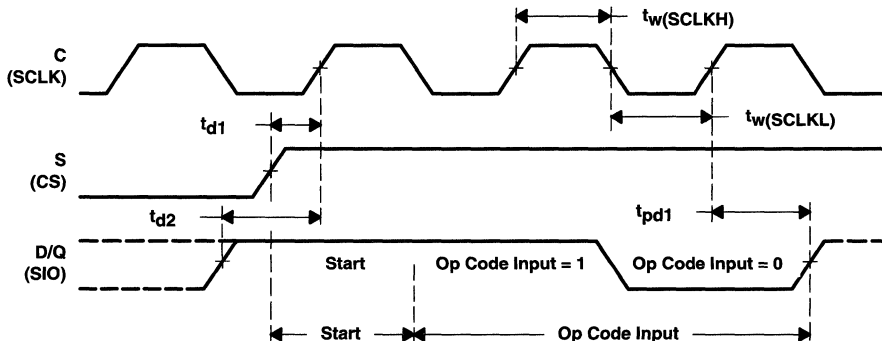 tw(SCLKH)
C
(SCLK)
td1
tw(SCLKL)
S
(CS)
td2
tpd1
D/Q
(SIO)
Start
Op Code Input = 1
Op Code Input = 0
Start
Op Code Input